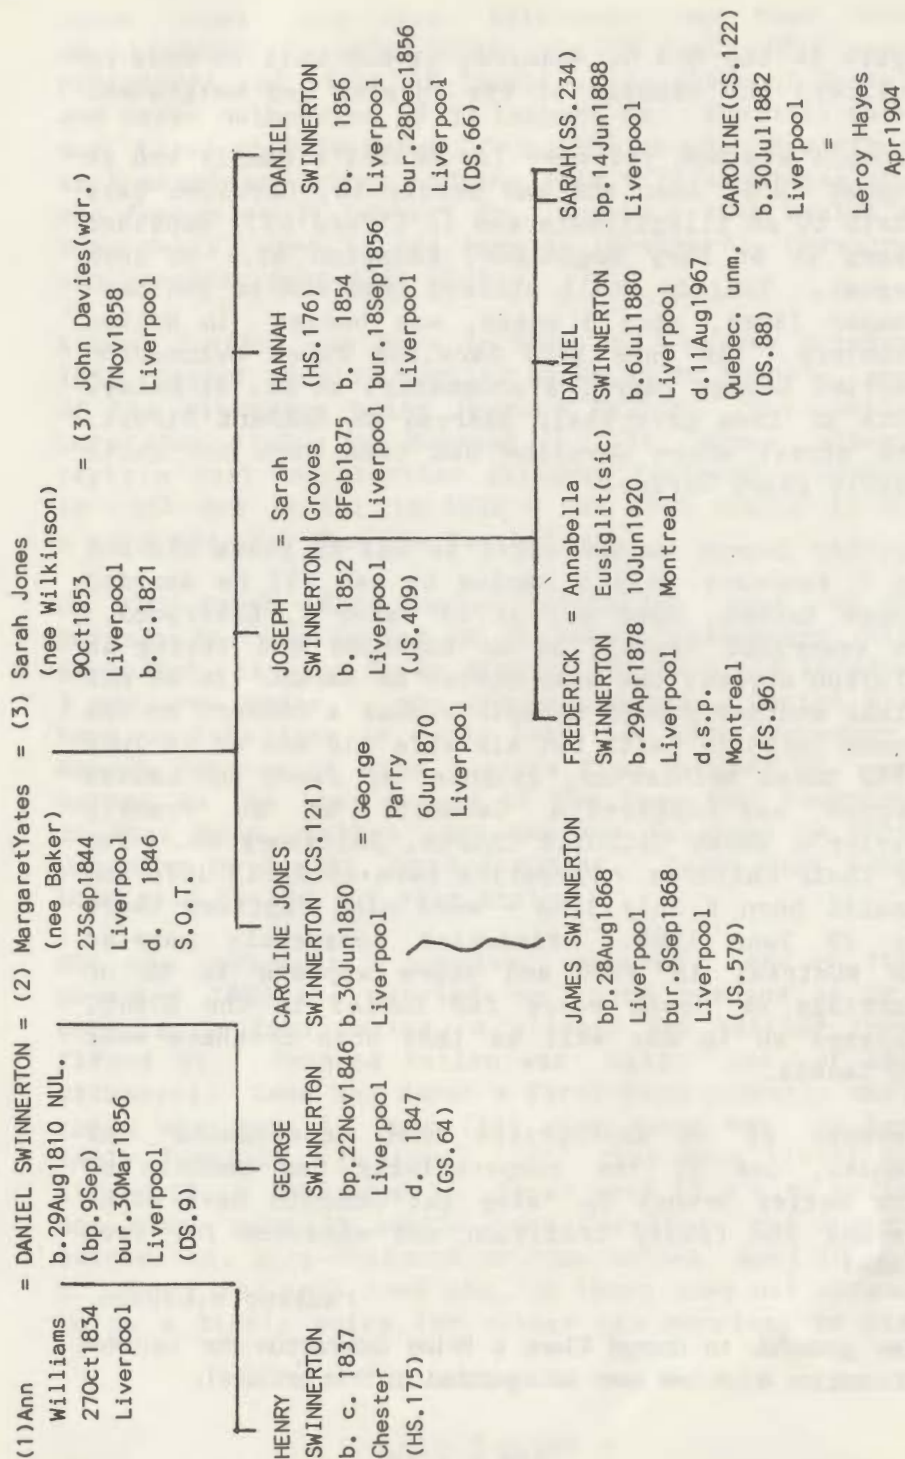 (1)Ann = DANIEL SWINNERTON = (2) MargaretYates = (3) Sarah Jones
Williams b.29Aug1810 NUL. (nee Baker) (nee Wilkinson)
27Oct1834 (bp.9Sep) 23Sep1844 9Oct1853 = (3) John Davies(wdr.)
Liverpool bur.30Mar1856 Liverpool Liverpool 7Nov1858
Liverpool d. 1846 b. c.1821 Liverpool
(DS.9) S.O.T.
HENRY GEORGE CAROLINE JONES JOSEPH = Sarah HANNAH DANIEL
SWINNERTON SWINNERTON SWINNERTON (CS.121) SWINNERTON Groves (HS.176) SWINNERTON
b. c. 1837 bp.22Nov1846 b.30Jun1850 = George b. 1852 8Feb1875 b. 1854 b. 1856
Chester Liverpool Liverpool Parry Liverpool Liverpool bur.18Sep1856 Liverpool
(HS.175) d. 1847 6Jun1870 (JS.409) Liverpool bur.28Dec1856
(GS.64) Liverpool Liverpool
(DS.66)
JAMES SWINNERTON FREDERICK = Annabella DANIEL SARAH(SS.234)
bp.28Aug1868 SWINNERTON Eusiglit(sic) SWINNERTON bp.14Jun1888
Liverpool b.29Apr1878 10Jun1920 b.6Jul1880 Liverpool
bur.9Sep1868 Liverpool Montreal Liverpool
Liverpool d.s.p. d.11Aug1967
(JS.579) Montreal Quebec. unm. CAROLINE(CS.122)
(FS.96) (DS.88) b.30Jul1882
Liverpool
=
Leroy Hayes
Apr1904